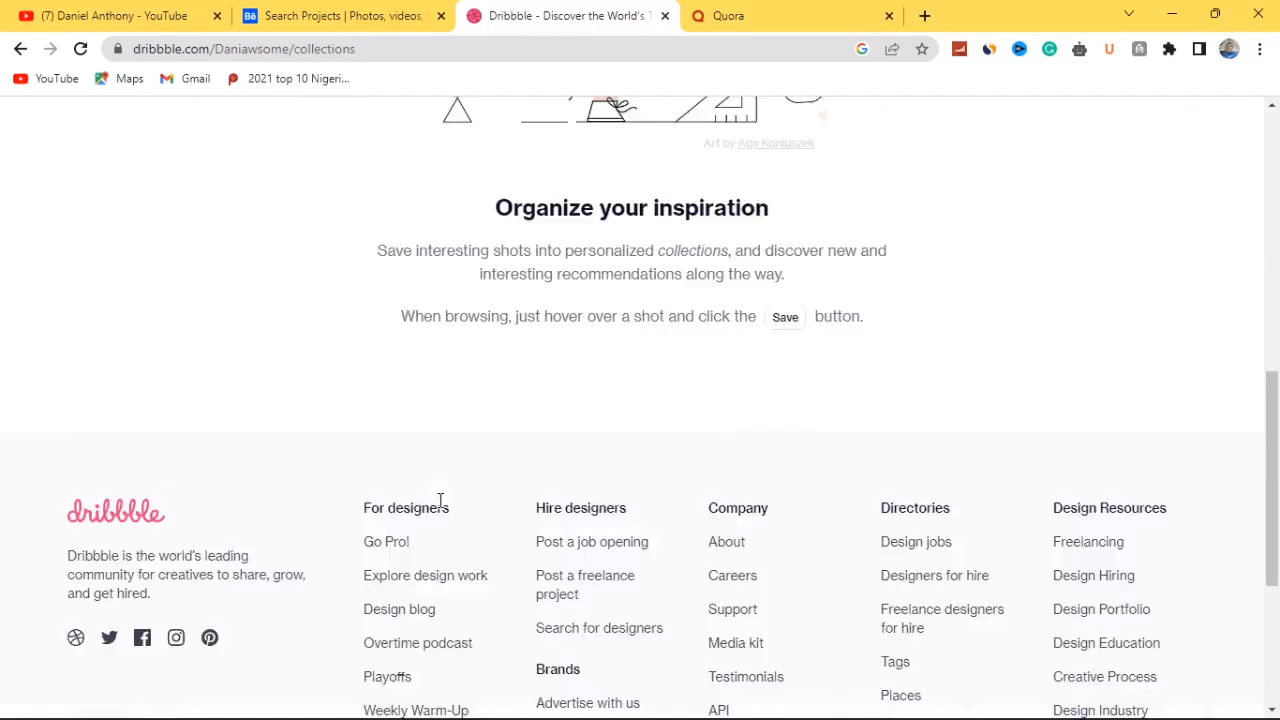 (7) Daniel Anthony - YouTube
Search Projects | Photos, videos,
Dribbble - Discover the World's
Quora
dribbble.com/Daniawsome/collections
YouTube
Maps
Gmail
2021 top 10 Nigeri...
Art by Aga Koniuszek
Organize your inspiration
Save interesting shots into personalized collections, and discover new and
interesting recommendations along the way.
When browsing, just hover over a shot and click the Save button.
dribbble
Dribbble is the world's leading
community for creatives to share, grow,
and get hired.
For designers
Go Pro!
Explore design work
Design blog
Overtime podcast
Playoffs
Weekly Warm-Up
Hire designers
Post a job opening
Post a freelance
project
Search for designers
Brands
Advertise with us
Company
About
Careers
Support
Media kit
Testimonials
API
Directories
Design jobs
Designers for hire
Freelance designers
for hire
Tags
Places
Design Resources
Freelancing
Design Hiring
Design Portfolio
Design Education
Creative Process
Design Industry